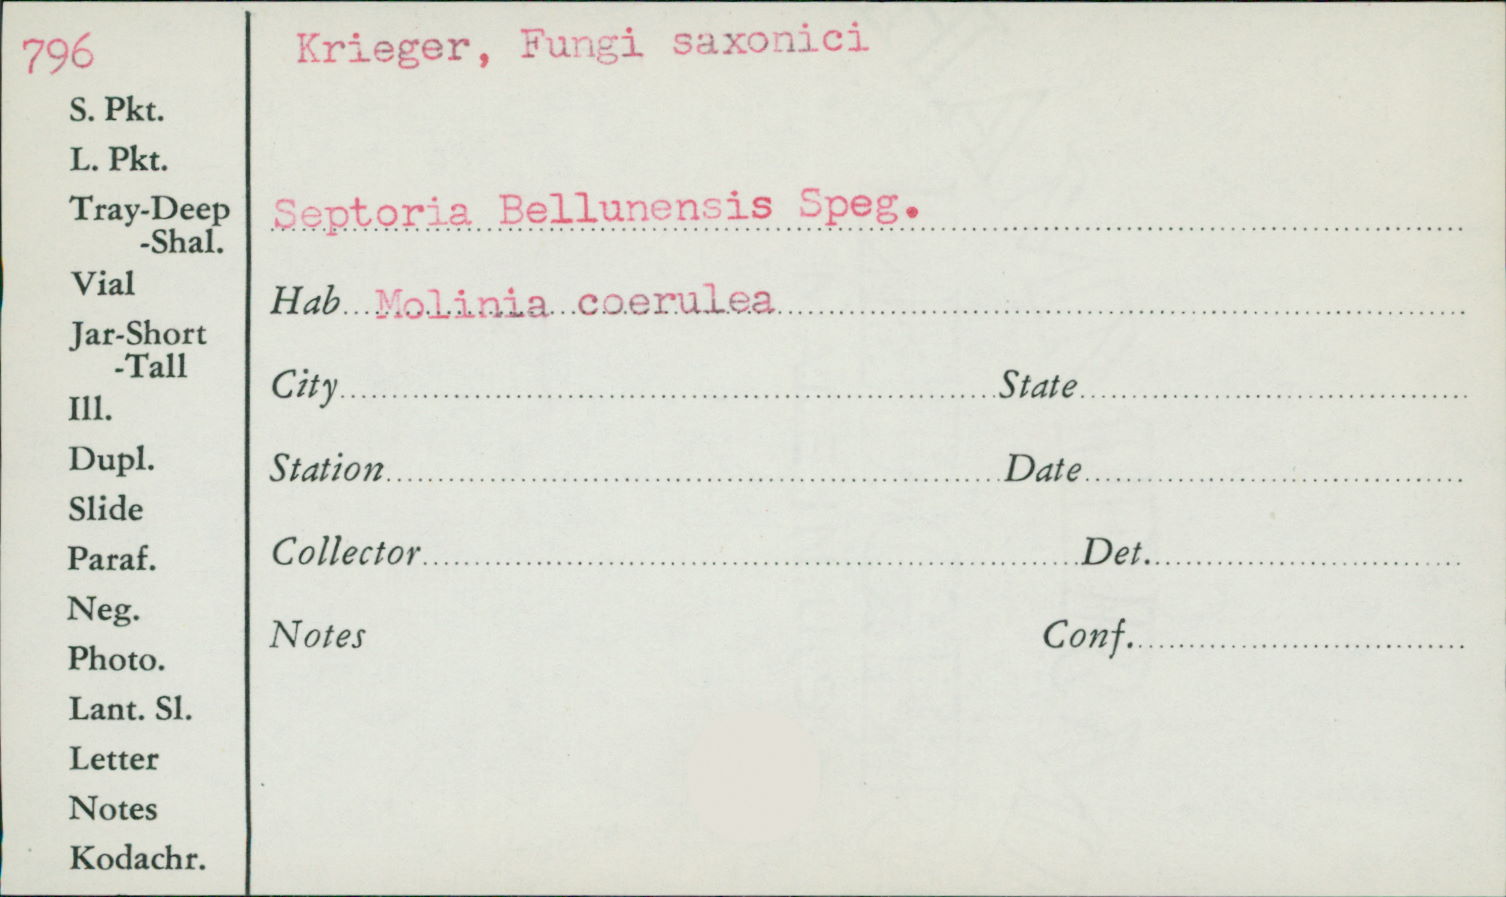 796
Krieger, Fungi saxonici
S. Pkt.
L. Pkt.
Tray-Deep
-Shal.
Vial
Jar-Short
-Tall
Ill.
Dupl.
Slide
Paraf.
Neg.
Photo.
Lant. Sl.
Letter
Notes
Kodachr.
Septoria Bellunensis Speg.
Hab Molinia coerulea
City State
Station Date
Collector Det.
Notes Conf.